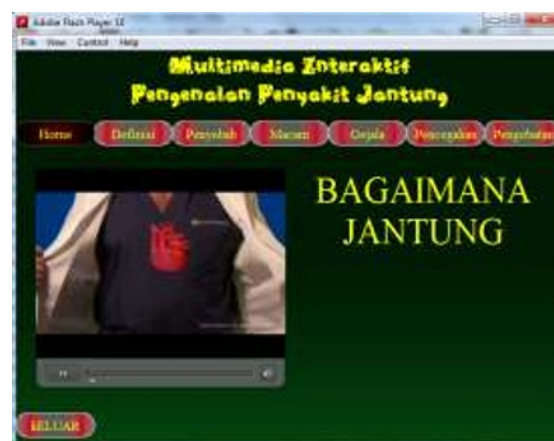 Adobe Flash Player 10
File View Control Help
Multimedia Interaktif
Pengenalan Penyakit Jantung
Home Definisi Penyebab Macam Gejala Pencegahan Pengobatan
BAGAIMANA
JANTUNG
KELUAR